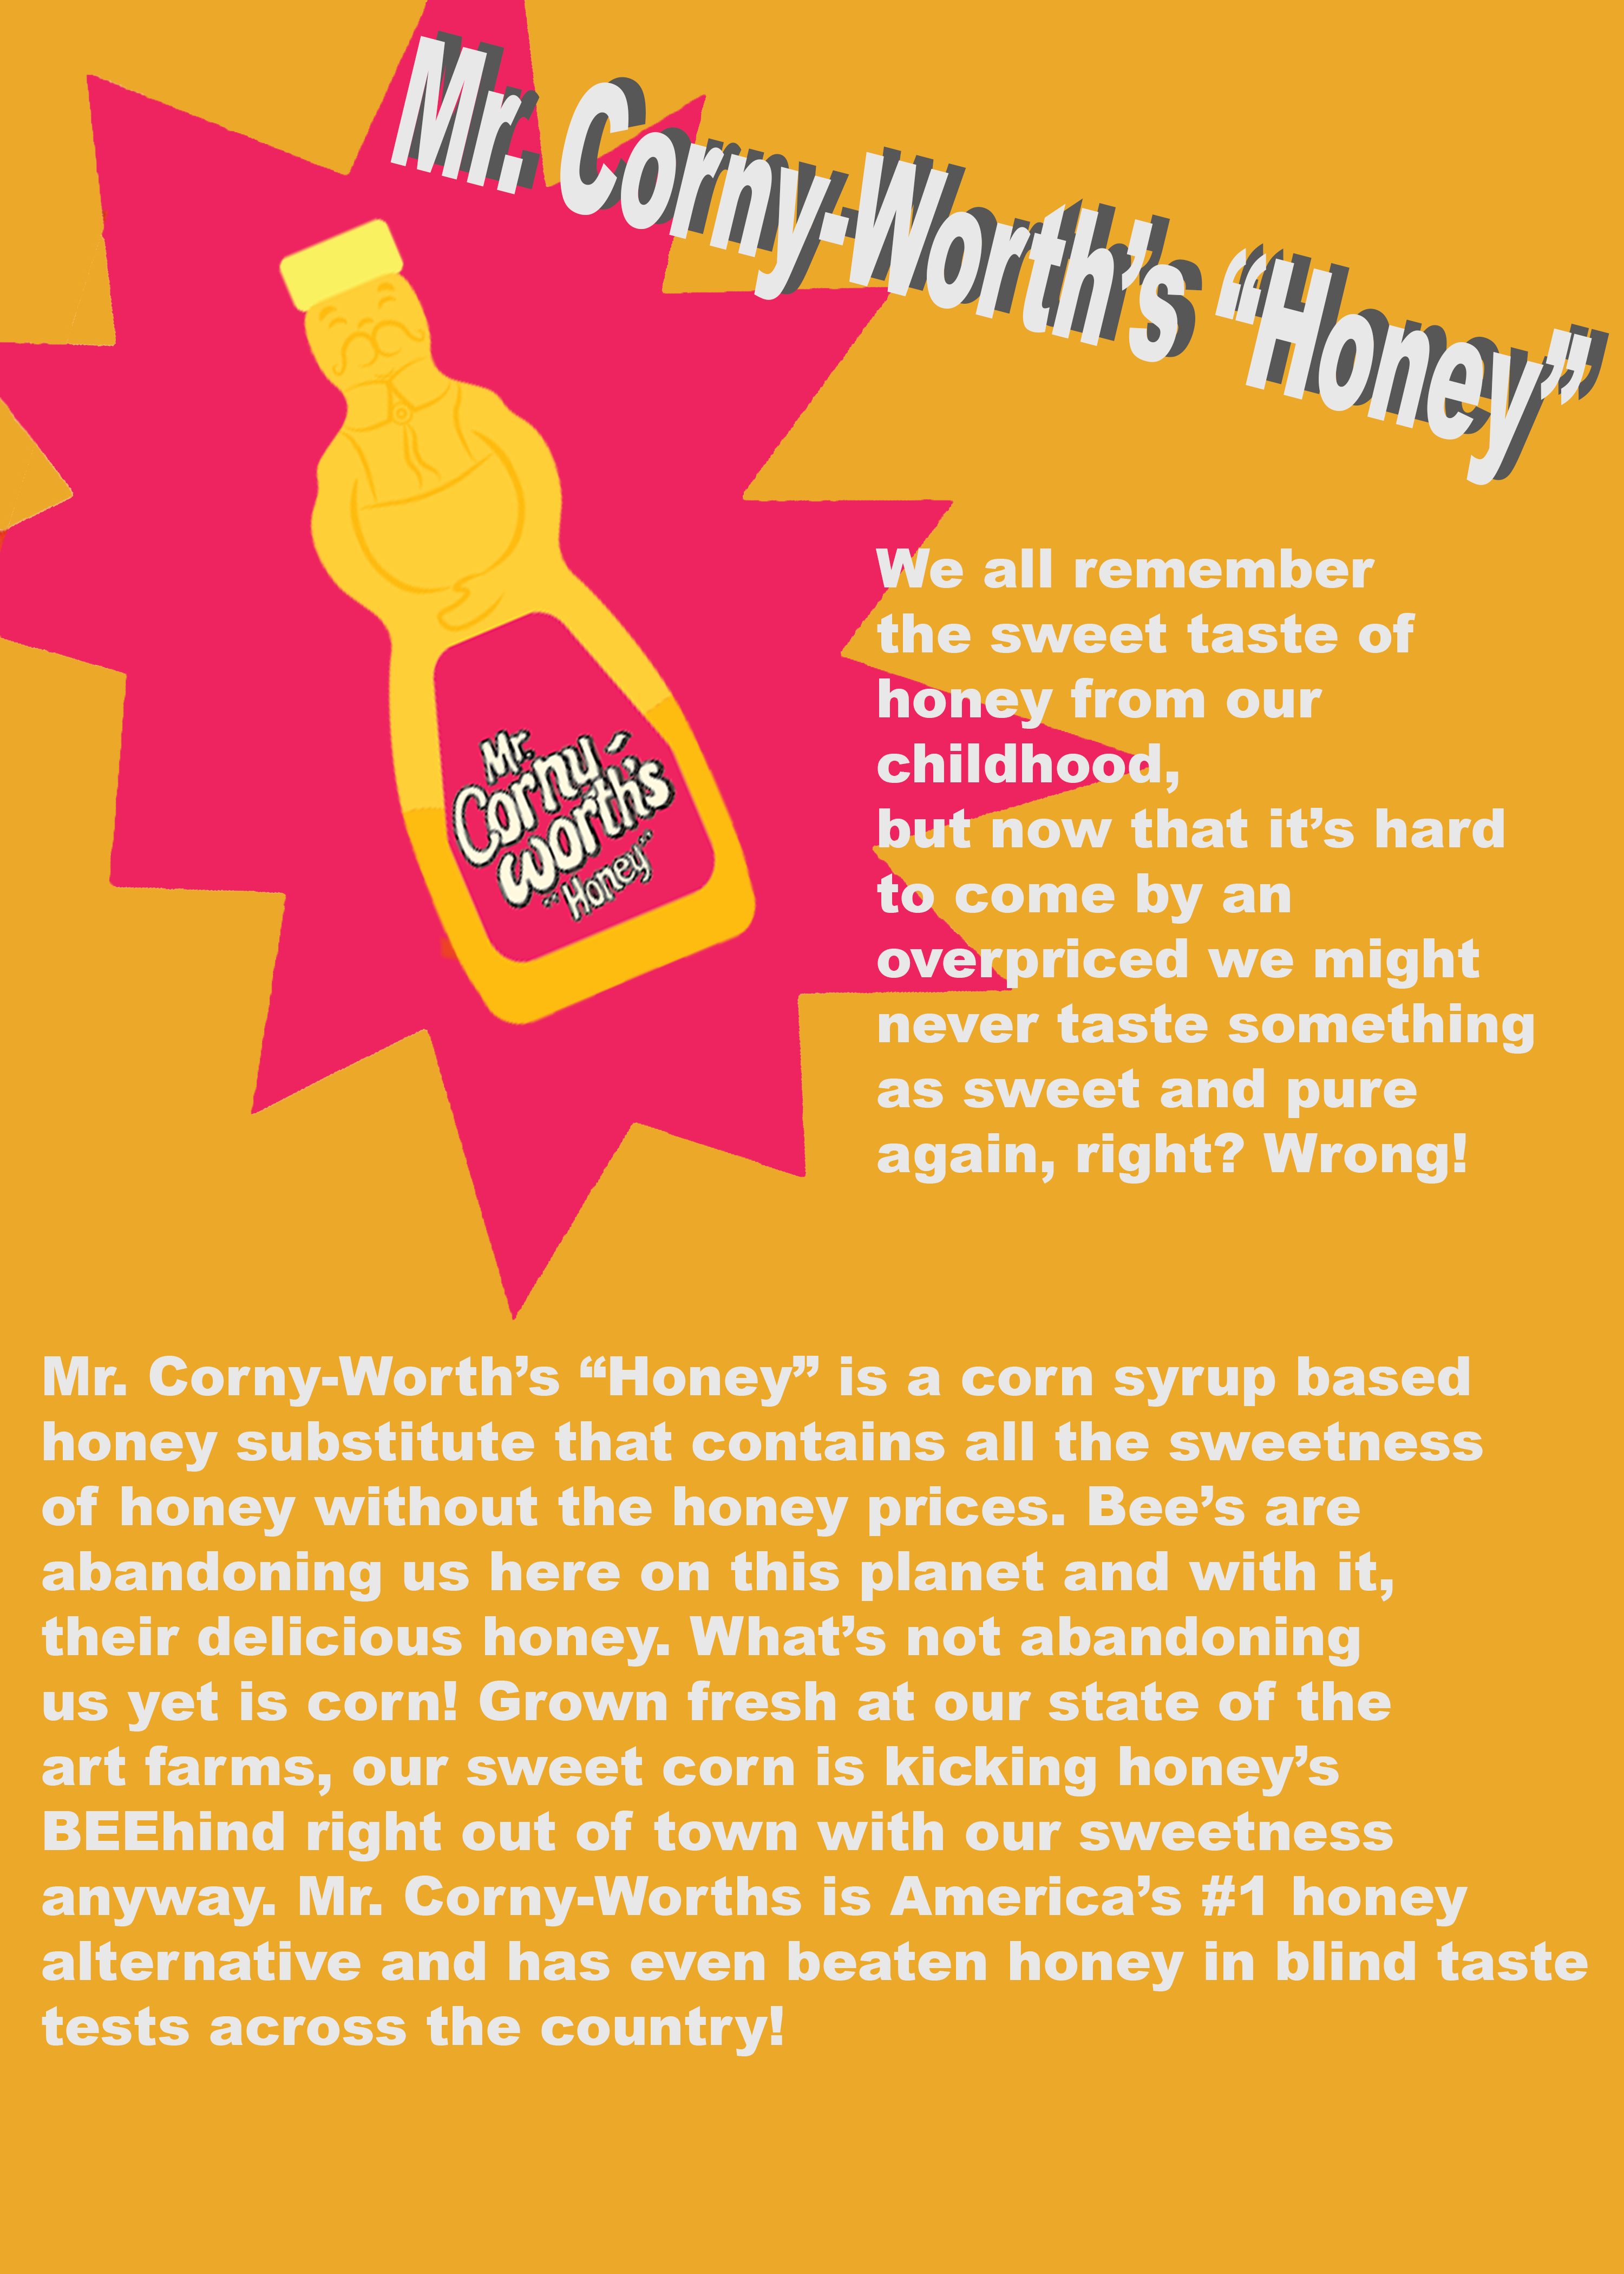 Mr. Corny-Worth’s “Honey”
Mr.
Corny-
Worth's
"Honey"
We all remember
the sweet taste of
honey from our
childhood,
but now that it’s hard
to come by an
overpriced we might
never taste something
as sweet and pure
again, right? Wrong!
Mr. Corny-Worth’s “Honey” is a corn syrup based
honey substitute that contains all the sweetness
of honey without the honey prices. Bee’s are
abandoning us here on this planet and with it,
their delicious honey. What’s not abandoning
us yet is corn! Grown fresh at our state of the
art farms, our sweet corn is kicking honey’s
BEEhind right out of town with our sweetness
anyway. Mr. Corny-Worths is America’s #1 honey
alternative and has even beaten honey in blind taste
tests across the country!